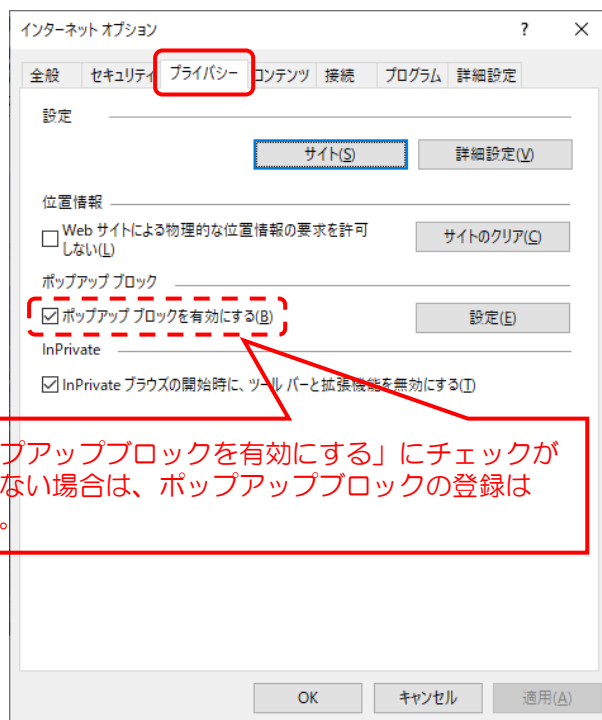 インターネット オプション
? ×
全般 セキュリティ プライバシー コンテンツ 接続 プログラム 詳細設定
設定
サイト(S) 詳細設定(V)
位置情報
Web サイトによる物理的な位置情報の要求を許可
しない(L)
サイトのクリア(C)
ポップアップ ブロック
ポップアップ ブロックを有効にする(B) 設定(E)
InPrivate
InPrivate ブラウズの開始時に、ツール バーと拡張機能を無効にする(T)
プアップブロックを有効にする」にチェックが
ない場合は、ポップアップブロックの登録は
。
OK キャンセル 適用(A)